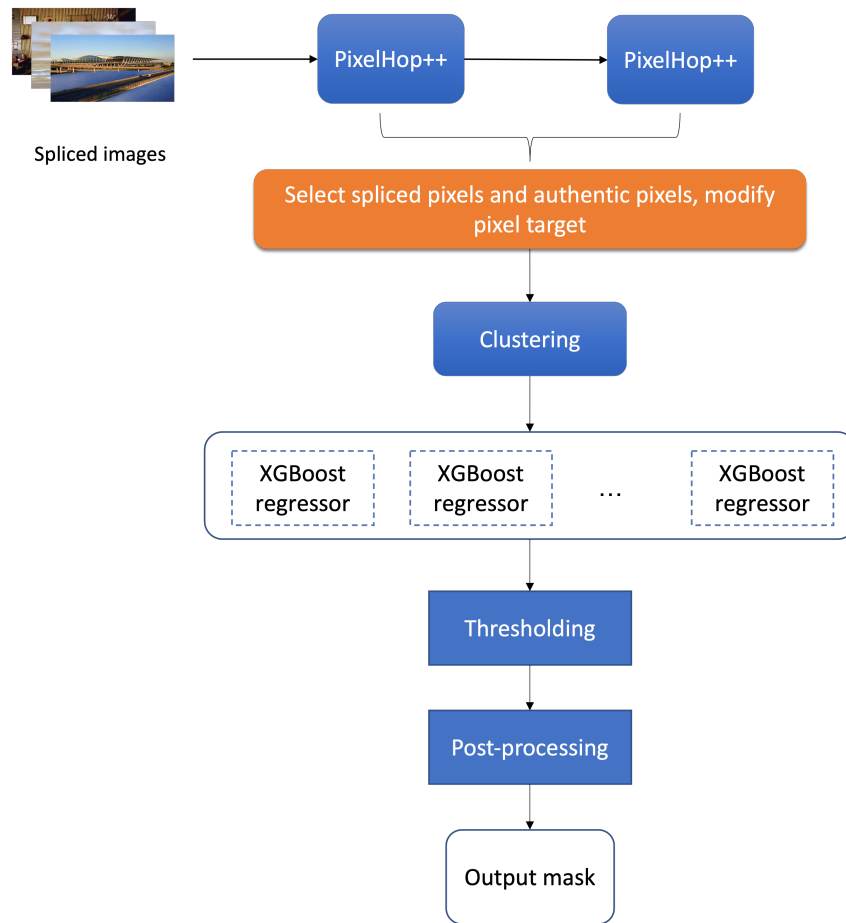 PixelHop++
PixelHop++
Spliced images
Select spliced pixels and authentic pixels, modify
pixel target
Clustering
XGBoost
regressor
XGBoost
regressor
...
XGBoost
regressor
Thresholding
Post-processing
Output mask